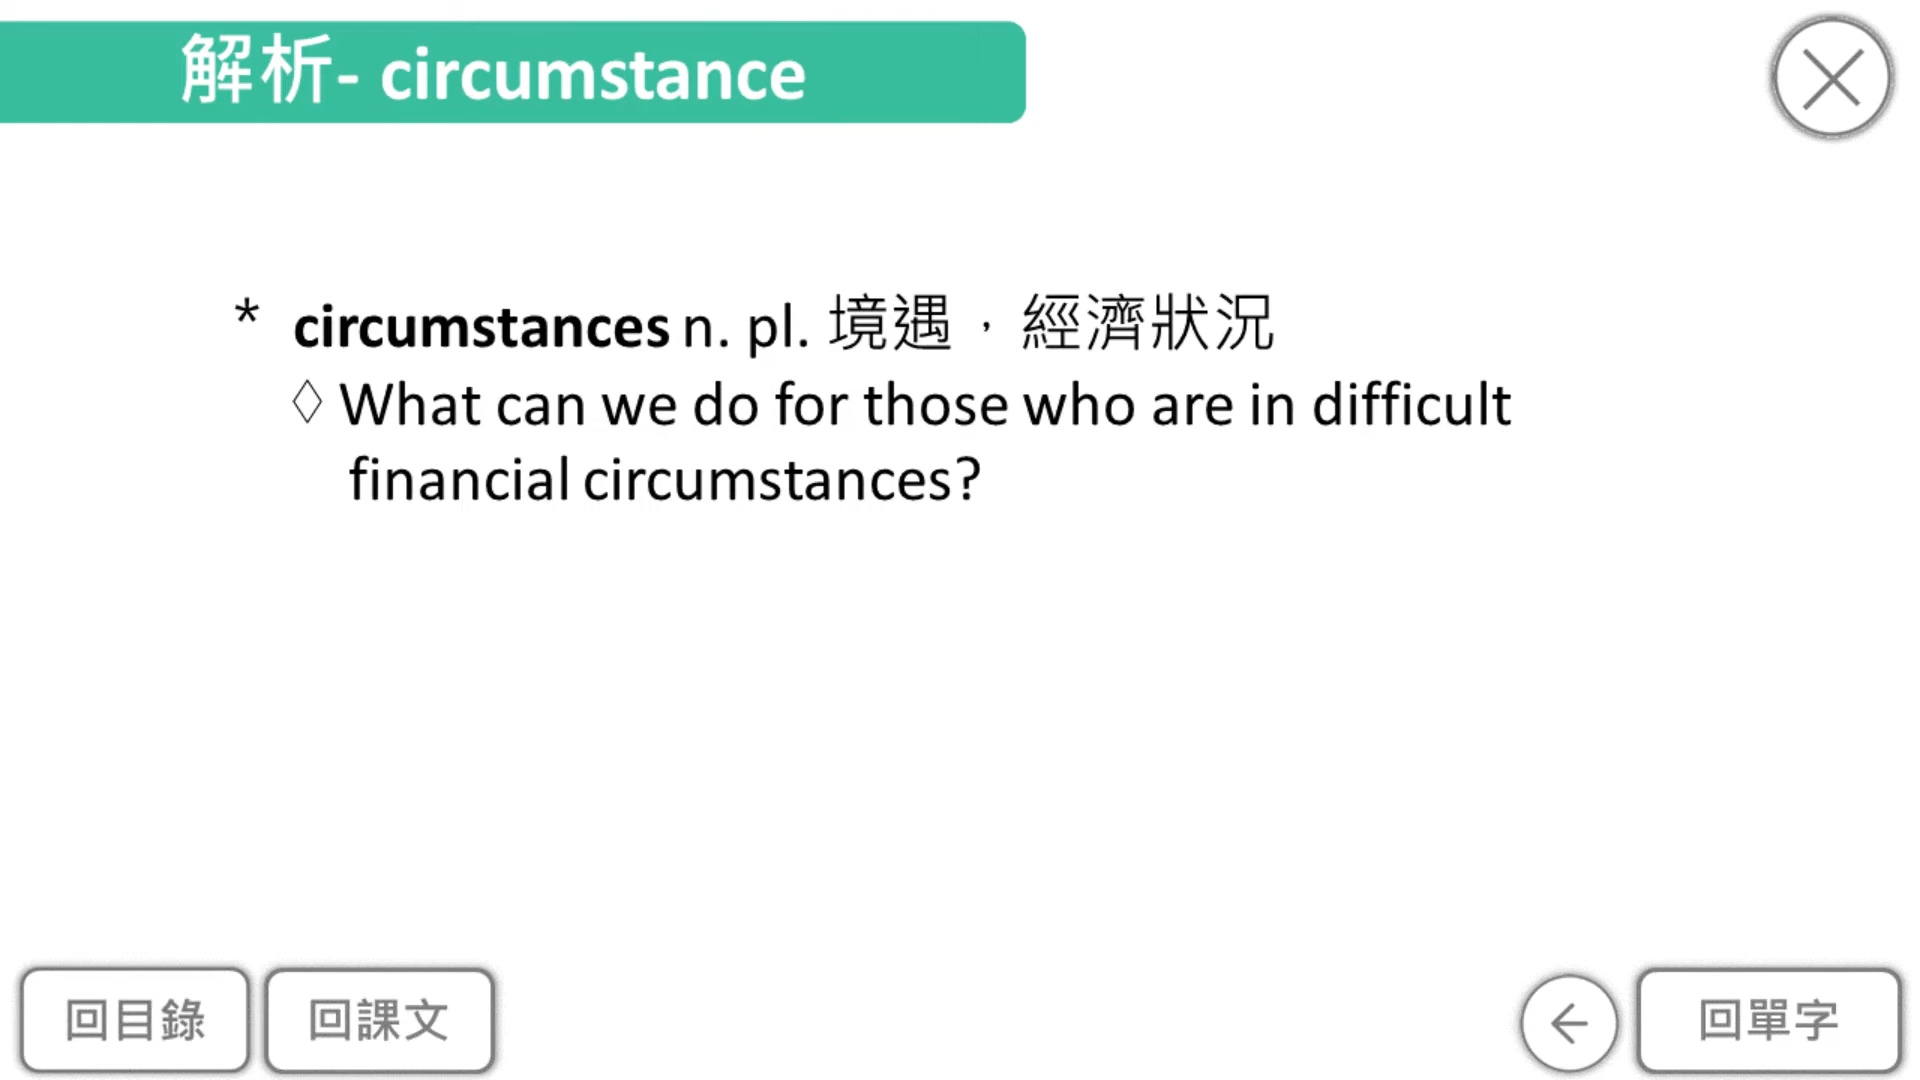 解析- circumstance
* circumstances n. pl. 境遇，經濟狀況
◊ What can we do for those who are in difficult
financial circumstances?
回目錄
回課文
回單字